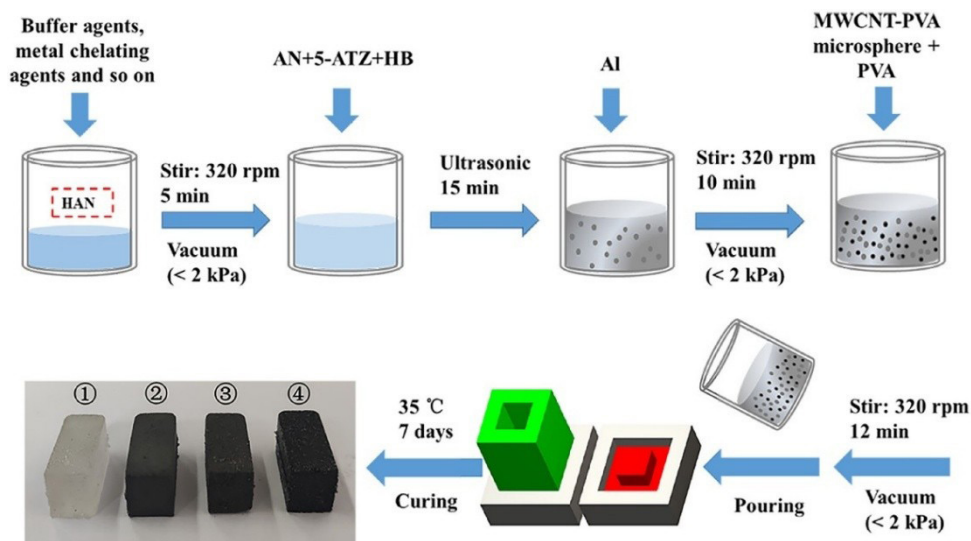 Buffer agents,
metal chelating
agents and so on
HAN
Stir: 320 rpm
5 min
Vacuum
(< 2 kPa)
AN+5-ATZ+HB
Ultrasonic
15 min
Al
Stir: 320 rpm
10 min
Vacuum
(< 2 kPa)
MWCNT-PVA
microsphere +
PVA
Stir: 320 rpm
12 min
Vacuum
(< 2 kPa)
Pouring
35 ℃
7 days
Curing
① ② ③ ④